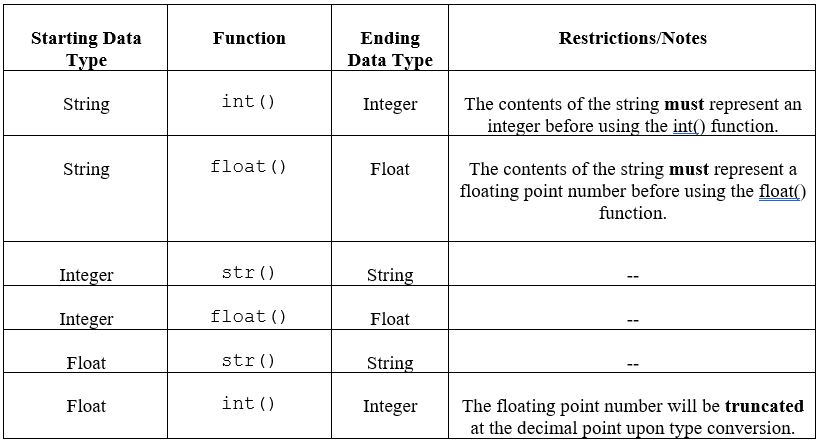 Starting Data Type
Function
Ending Data Type
Restrictions/Notes
String
int()
Integer
The contents of the string must represent an
integer before using the int() function.
String
float()
Float
The contents of the string must represent a
floating point number before using the float()
function.
Integer
str()
String
--
Integer
float()
Float
--
Float
str()
String
--
Float
int()
Integer
The floating point number will be truncated
at the decimal point upon type conversion.